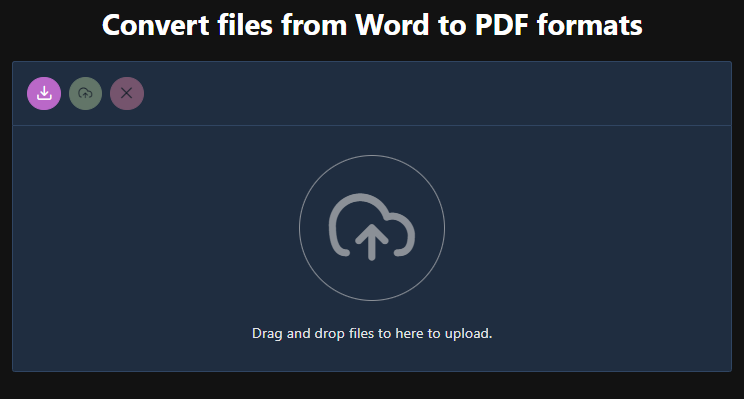 Convert files from Word to PDF formats
Drag and drop files to here to upload.